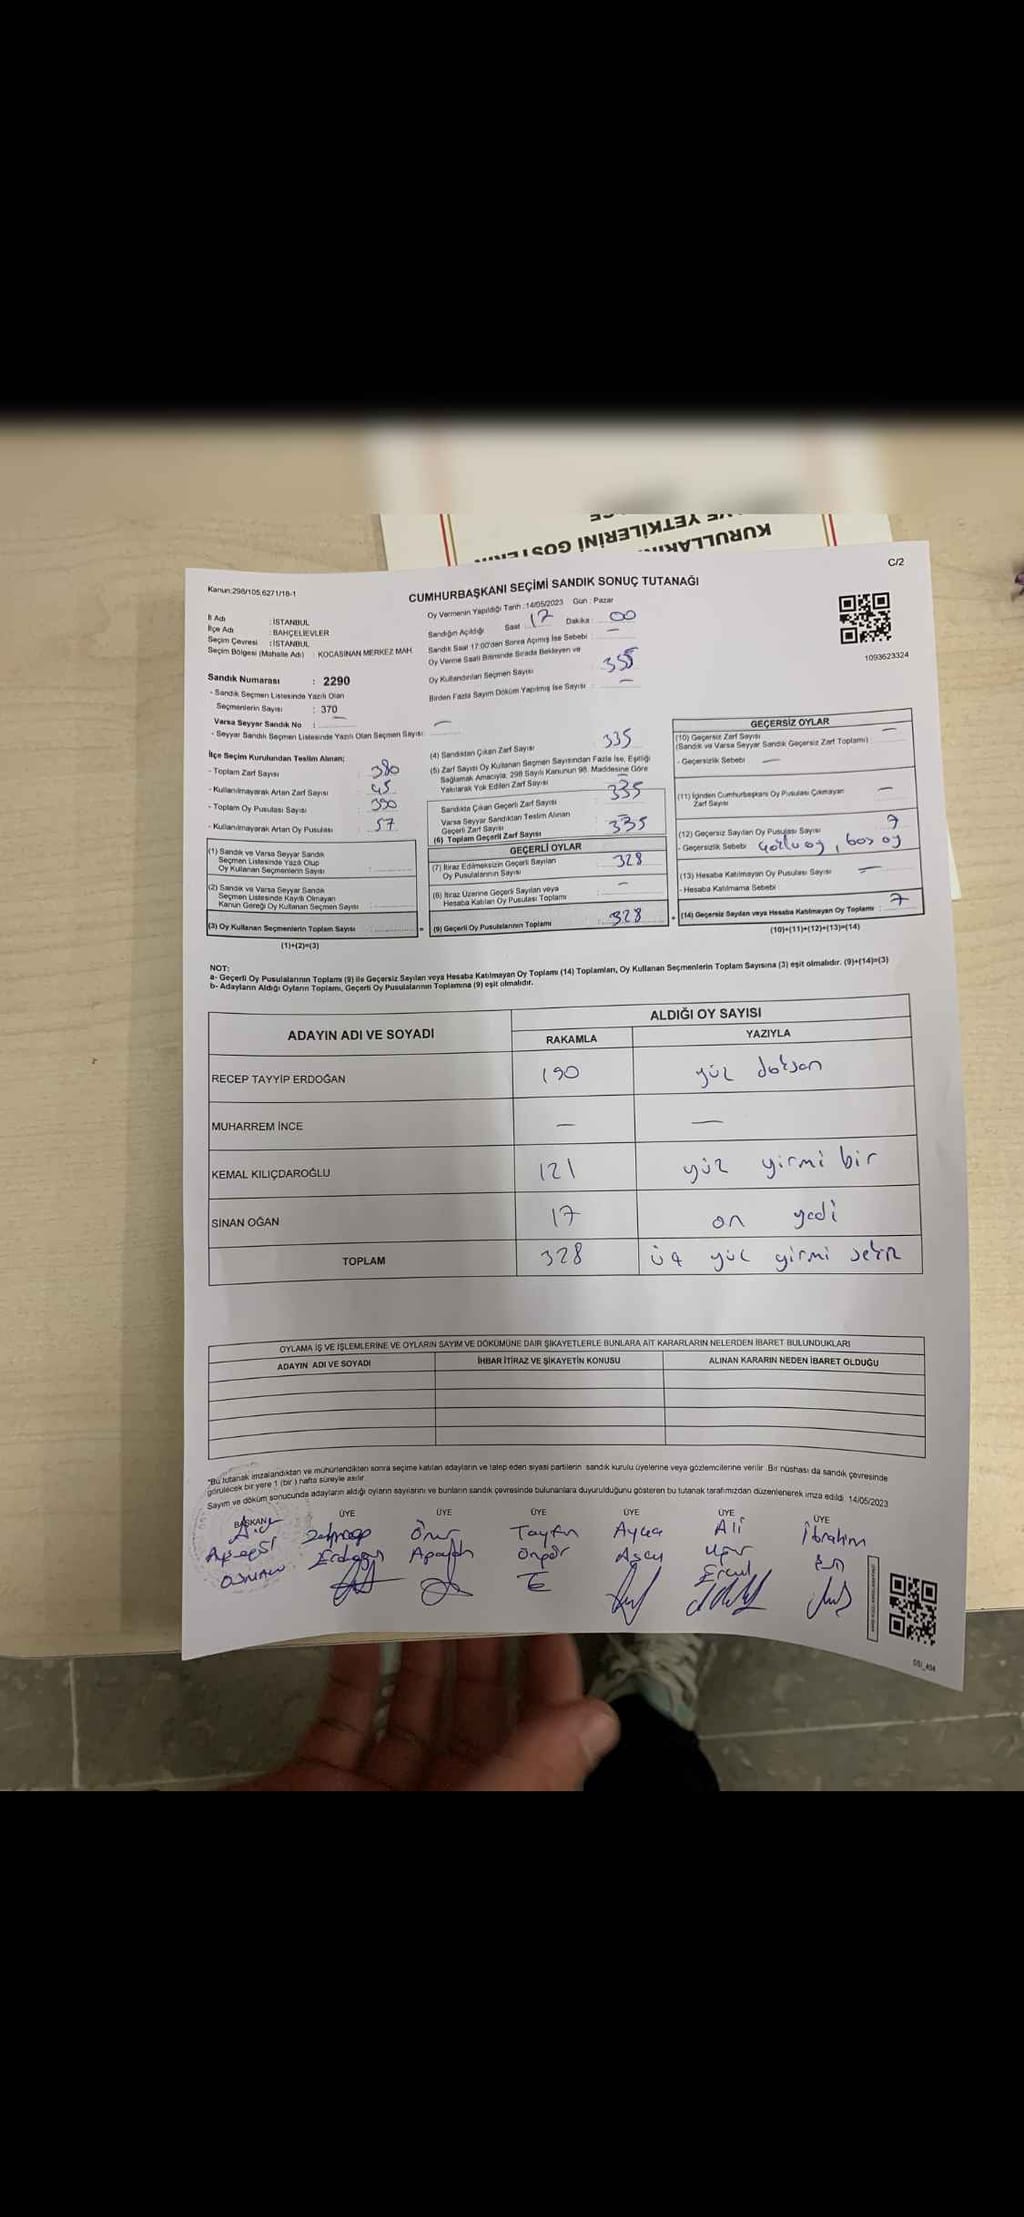 KURULLARIN
VE YETKİLERİNİ GÖSTERİR
C/2
Kanun:298/105,6271/18-1
CUMHURBAŞKANI SEÇİMİ SANDIK SONUÇ TUTANAĞI
Oy Vermenin Yapıldığı Tarih : 14/05/2023 Gün : Pazar
İl Adı : İSTANBUL
İlçe Adı : BAHÇELİEVLER
Seçim Çevresi : İSTANBUL
Seçim Bölgesi (Mahalle Adı) : KOCASİNAN MERKEZ MAH.
Sandığın Açıldığı Saat : 17 Dakika : 00
Sandık Saat 17:00'den Sonra Açılmış İse Sebebi : —
Oy Verme Saati Bitiminde Sırada Bekleyen ve
Oy Kullandırılan Seçmen Sayısı : 355
Birden Fazla Sayım Döküm Yapılmış İse Sayısı : —
1093623324
Sandık Numarası : 2290
- Sandık Seçmen Listesinde Yazılı Olan
Seçmenlerin Sayısı : 370
Varsa Seyyar Sandık No : —
- Seyyar Sandık Seçmen Listesinde Yazılı Olan Seçmen Sayısı : —
İlçe Seçim Kurulundan Teslim Alınan;
- Toplam Zarf Sayısı : 380
- Kullanılmayarak Artan Zarf Sayısı : 45
- Toplam Oy Pusulası Sayısı : 390
- Kullanılmayarak Artan Oy Pusulası : 57
(1) Sandık ve Varsa Seyyar Sandık
Seçmen Listesinde Yazılı Olup
Oy Kullanan Seçmenlerin Sayısı :
(2) Sandık ve Varsa Seyyar Sandık
Seçmen Listesinde Kayıtlı Olmayan
Kanun Gereği Oy Kullanan Seçmen Sayısı :
(3) Oy Kullanan Seçmenlerin Toplam Sayısı :
(1)+(2)=(3)
(4) Sandıktan Çıkan Zarf Sayısı : 335
(5) Zarf Sayısı Oy Kullanan Seçmen Sayısından Fazla İse, Eşitliği
Sağlamak Amacıyla, 298 Sayılı Kanunun 98. Maddesine Göre
Yakılarak Yok Edilen Zarf Sayısı : —
Sandıkta Çıkan Geçerli Zarf Sayısı : 335
Varsa Seyyar Sandıktan Teslim Alınan
Geçerli Zarf Sayısı
(6) Toplam Geçerli Zarf Sayısı : 335
GEÇERLİ OYLAR
(7) İtiraz Edilmeksizin Geçerli Sayılan
Oy Pusulalarının Sayısı : 328
(8) İtiraz Üzerine Geçerli Sayılan veya
Hesaba Katılan Oy Pusulası Toplamı : —
(9) Geçerli Oy Pusulalarının Toplamı : 328
GEÇERSİZ OYLAR
(10) Geçersiz Zarf Sayısı : —
(Sandık ve Varsa Seyyar Sandık Geçersiz Zarf Toplamı)
- Geçersizlik Sebebi : —
(11) İçinden Cumhurbaşkanı Oy Pusulası Çıkmayan
Zarf Sayısı : —
(12) Geçersiz Sayılan Oy Pusulası Sayısı : 7
- Geçersizlik Sebebi : , boş oy
(13) Hesaba Katılmayan Oy Pusulası Sayısı : —
- Hesaba Katılmama Sebebi :
(14) Geçersiz Sayılan veya Hesaba Katılmayan Oy Toplamı : 7
(10)+(11)+(12)+(13)=(14)
NOT:
a- Geçerli Oy Pusulalarının Toplamı (9) ile Geçersiz Sayılan veya Hesaba Katılmayan Oy Toplamı (14) Toplamları, Oy Kullanan Seçmenlerin Toplam Sayısına (3) eşit olmalıdır. (9)+(14)=(3)
b- Adayların Aldığı Oyların Toplamı, Geçerli Oy Pusulalarının Toplamına (9) eşit olmalıdır.
ADAYIN ADI VE SOYADI
ALDIĞI OY SAYISI
RAKAMLA YAZIYLA
RECEP TAYYİP ERDOĞAN 190 yüz doksan
MUHARREM İNCE — —
KEMAL KILIÇDAROĞLU 121 yüz yirmi bir
SİNAN OĞAN 17 on yedi
TOPLAM 328 üç yüz yirmi sekiz
OYLAMA İŞ VE İŞLEMLERİNE VE OYLARIN SAYIM VE DÖKÜMÜNE DAİR ŞİKAYETLERLE BUNLARA AİT KARARLARIN NELERDEN İBARET BULUNDUKLARI
ADAYIN ADI VE SOYADI İHBAR İTİRAZ VE ŞİKAYETİN KONUSU ALINAN KARARIN NEDEN İBARET OLDUĞU
"Bu tutanak imzalandıktan ve mühürlendikten sonra seçime katılan adayların ve talep eden siyasi partilerin sandık kurulu üyelerine veya gözlemcilerine verilir. Bir nüshası da sandık çevresinde
görülecek bir yere 1 (bir) hafta süreyle asılır.
Sayım ve döküm sonucunda adayların aldığı oyların sayılarını ve bunların sandık çevresinde bulunanlara duyurulduğunu gösteren bu tutanak tarafımızdan düzenlenerek imza edildi. 14/05/2023
BAŞKAN ÜYE ÜYE ÜYE ÜYE ÜYE ÜYE
Onur Tayfun Ayça Ali İbrahim
Osman Erdoğan Uğur
Ercul